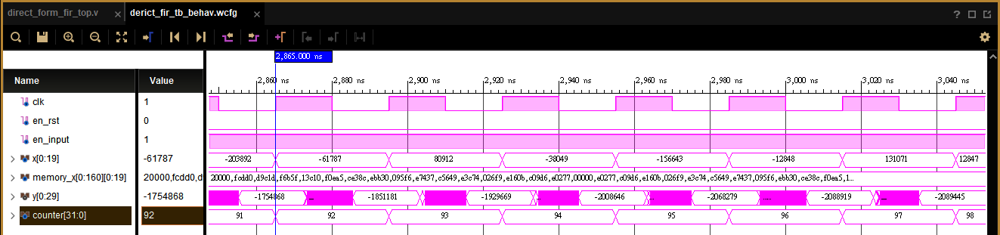 direct_form_fir_top.v × derict_fir_tb_behav.wcfg × ?
2,865.000 ns
Name Value 2,860 ns 2,880 ns 2,900 ns 2,920 ns 2,940 ns 2,960 ns 2,980 ns 3,000 ns 3,020 ns 3,040 ns
clk 1
en_rst 0
en_input 1
x[0:19] -61787 -203892 -61787 80912 -38049 -156643 -12848 131071 12847
memory_x[0:160][0:19] 20000,fcdd0,d 20000,fcdd0,d9c1d,f6b5f,13c10,f0ea5,ce38c,ebb30,095f6,e7437,c5649,e3c74,026f9,e160b,c09d6,e0277,00000,e0277,c09d6,e160b,026f9,e3c74,c5649,e7437,095f6,ebb30,ce38c,f0ea5,1...
y[0:29] -1754868 -1754868 ... -1851181 ... -1929669 ... -2008646 ... -2068279 ..... -2088919 ... -2089445
counter[31:0] 92 91 92 93 94 95 96 97 98